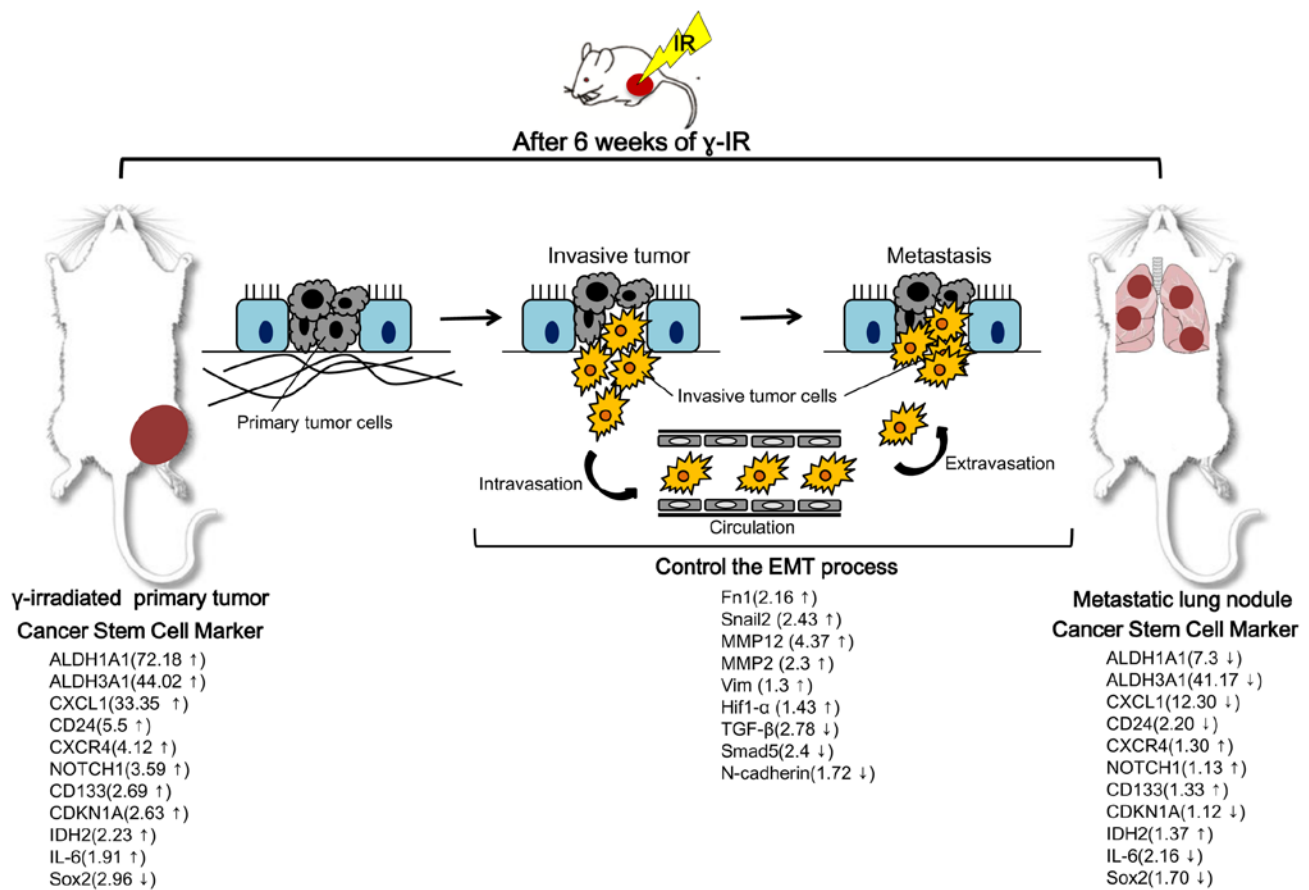 IR
After 6 weeks of ɣ-IR
Invasive tumor
Metastasis
Primary tumor cells
Invasive tumor cells
Intravasation
Extravasation
Circulation
Control the EMT process
Fn1(2.16 ↑)
Snail2 (2.43 ↑)
MMP12 (4.37 ↑)
MMP2 (2.3 ↑)
Vim (1.3 ↑)
Hif1-α (1.43 ↑)
TGF-β(2.78 ↓)
Smad5(2.4 ↓)
N-cadherin(1.72 ↓)
γ-irradiated primary tumor
Cancer Stem Cell Marker
ALDH1A1(72.18 ↑)
ALDH3A1(44.02 ↑)
CXCL1(33.35 ↑)
CD24(5.5 ↑)
CXCR4(4.12 ↑)
NOTCH1(3.59 ↑)
CD133(2.69 ↑)
CDKN1A(2.63 ↑)
IDH2(2.23 ↑)
IL-6(1.91 ↑)
Sox2(2.96 ↓)
Metastatic lung nodule
Cancer Stem Cell Marker
ALDH1A1(7.3 ↓)
ALDH3A1(41.17 ↓)
CXCL1(12.30 ↓)
CD24(2.20 ↓)
CXCR4(1.30 ↑)
NOTCH1(1.13 ↑)
CD133(1.33 ↑)
CDKN1A(1.12 ↓)
IDH2(1.37 ↑)
IL-6(2.16 ↓)
Sox2(1.70 ↓)